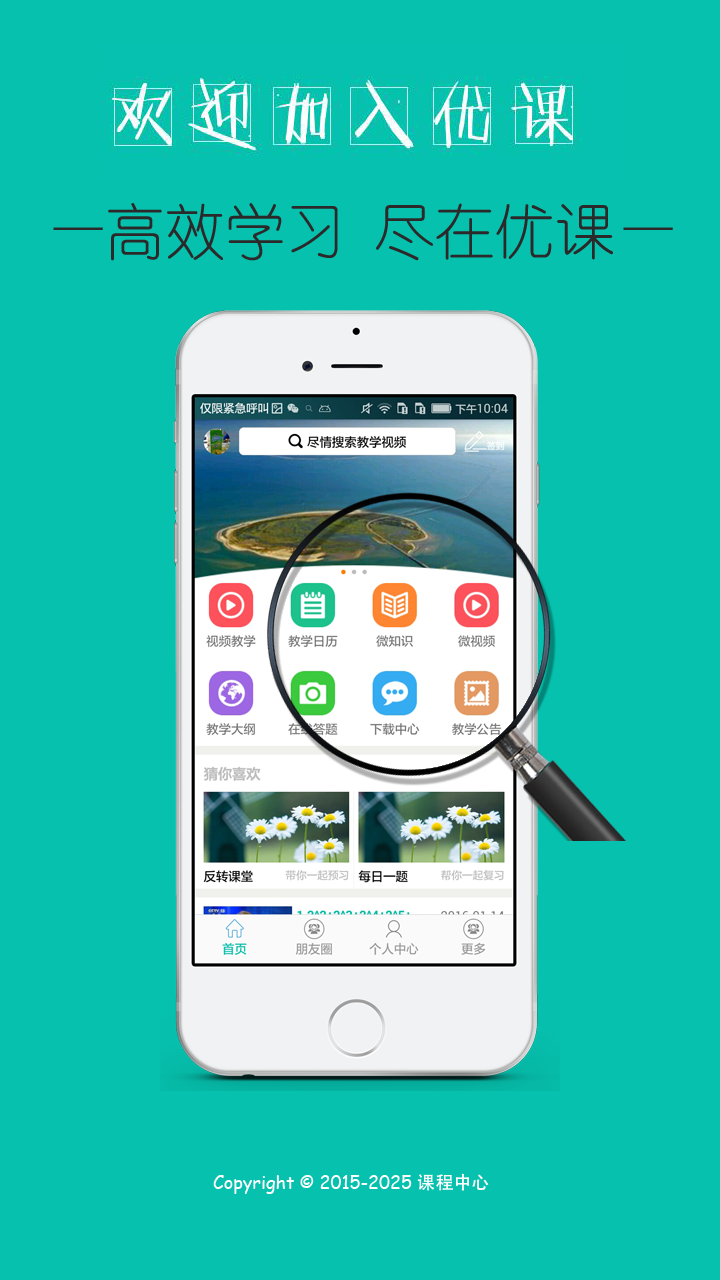 欢迎加入优课
—高效学习 尽在优课—
仅限紧急呼叫 下午10:04
尽情搜索教学视频 签到
视频教学 教学日历 微知识 微视频
教学大纲 在线答题 下载中心 教学公告
猜你喜欢
反转课堂 带你一起预习 每日一题 帮你一起复习
首页 朋友圈 个人中心 更多
Copyright © 2015-2025 课程中心